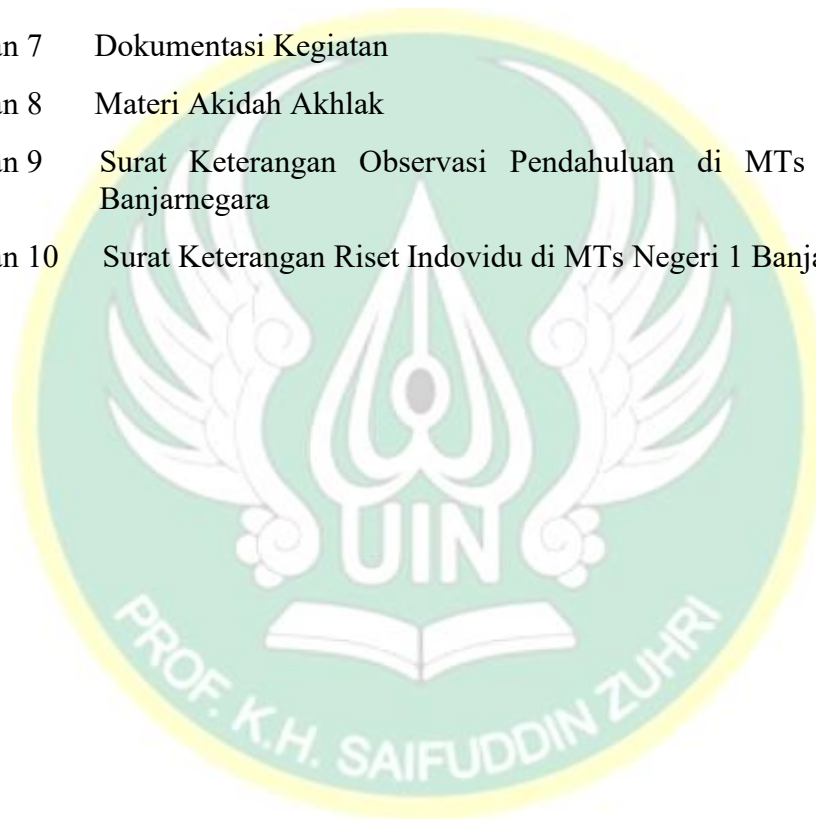 an 7 Dokumentasi Kegiatan
an 8 Materi Akidah Akhlak
an 9 Surat Keterangan Observasi Pendahuluan di MTs
Banjarnegara
an 10 Surat Keterangan Riset Indovidu di MTs Negeri 1 Banja
UIN
PROF. K.H. SAIFUDDIN ZUHRI